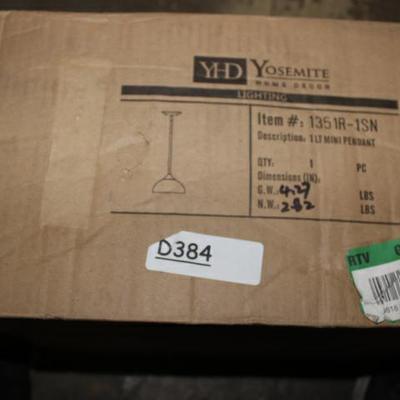 YHD YOSEMITE
HOME DECOR
LIGHTING
Item #: 1351R-1SN
Description: 1 LT MINI PENDANT
QTY: 1 PC
Dimensions (IN):
G.W.: 4.29 LBS
N.W.: 2.82 LBS
D384
RTV